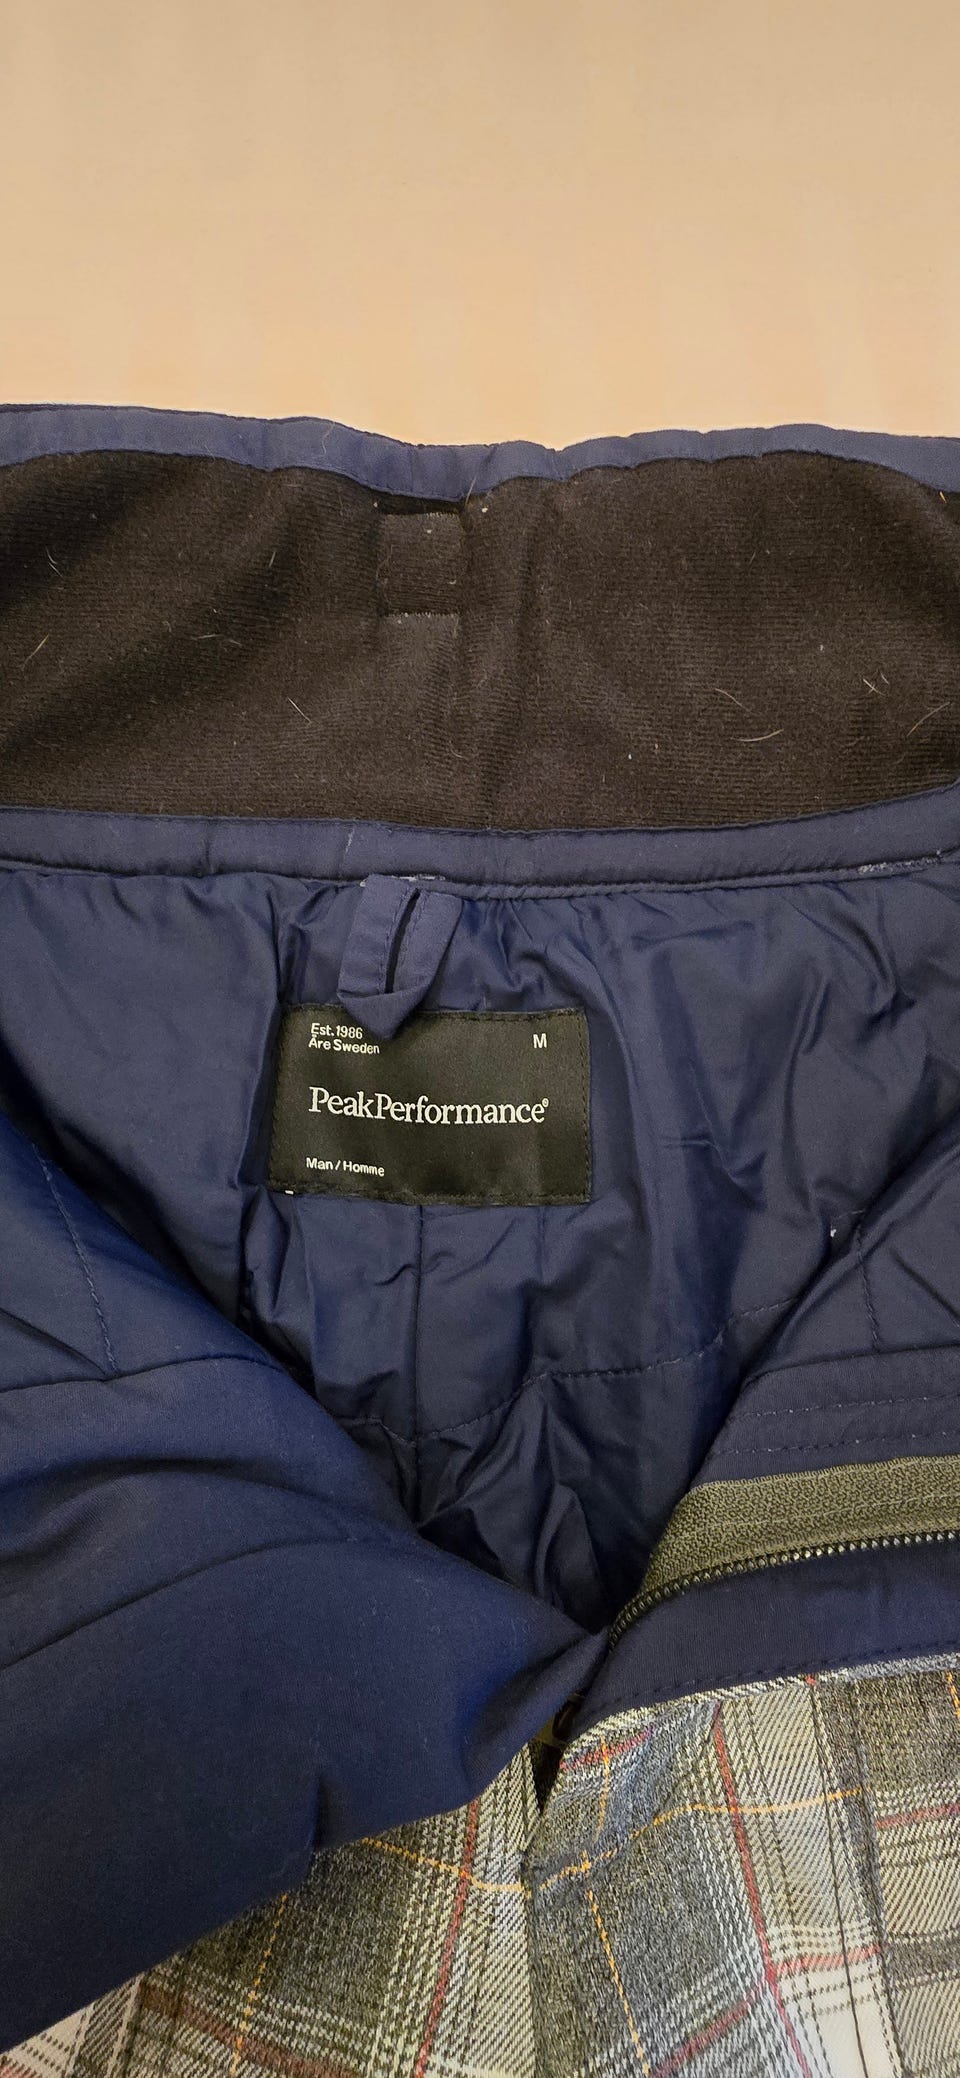 Est.1986
Åre Sweden
M
PeakPerformance®
Man / Homme